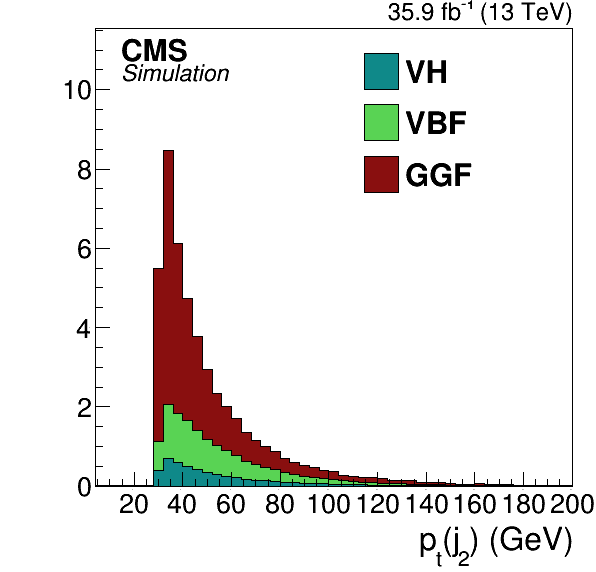 35.9 fb⁻¹ (13 TeV)
CMS
Simulation
VH
VBF
GGF
10
8
6
4
2
0
20 40 60 80 100 120 140 160 180 200
pₜ(j₂) (GeV)